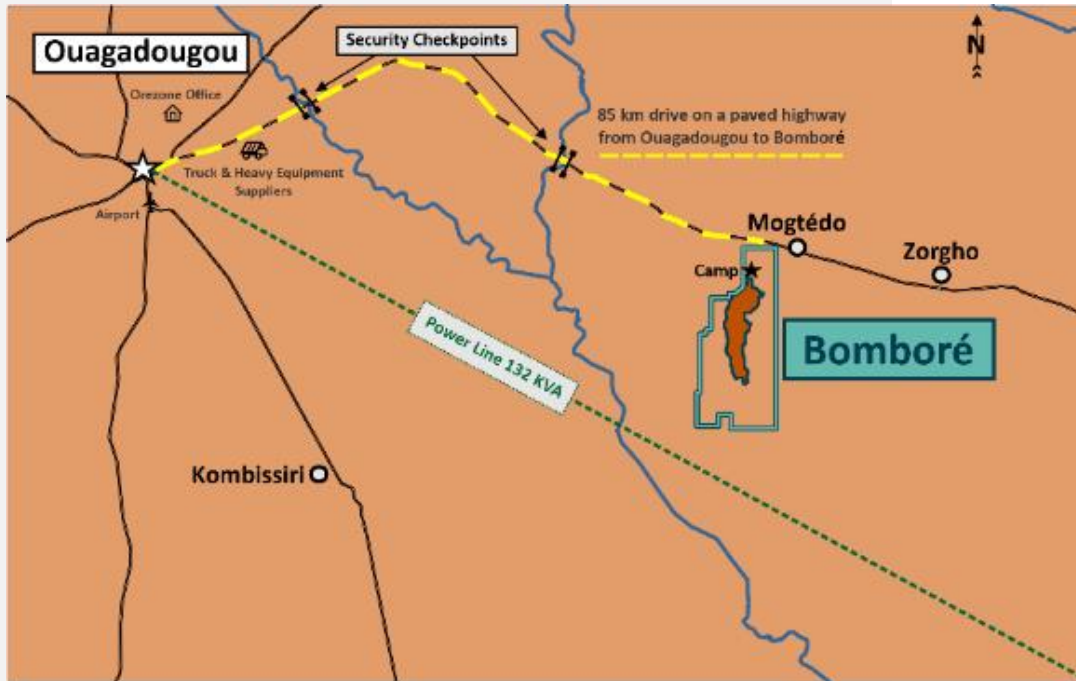 Ouagadougou
Security Checkpoints
N
Orezone Office
85 km drive on a paved highway
from Ouagadougou to Bomboré
Truck & Heavy Equipment
Suppliers
Airport
Mogtédo
Zorgho
Camp
Bomboré
Power Line 132 KVA
Kombissiri